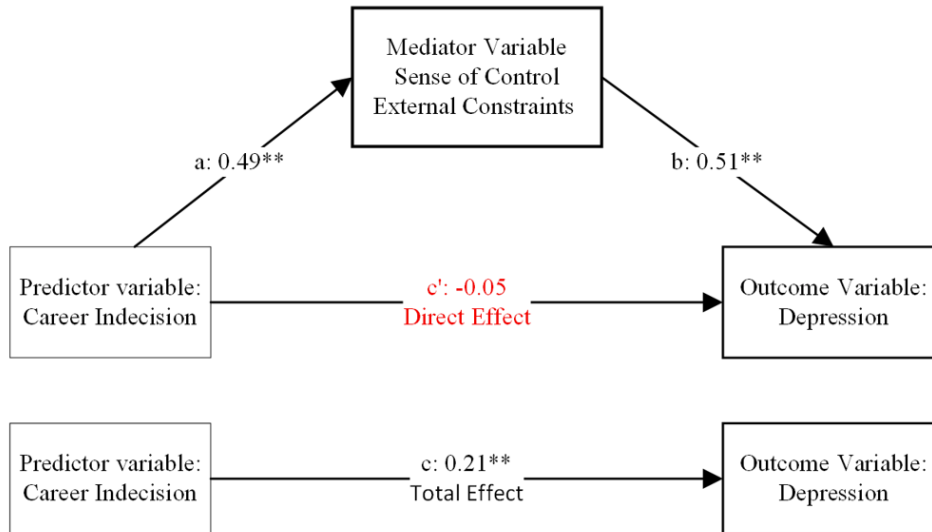 Mediator Variable
Sense of Control
External Constraints
a: 0.49**
b: 0.51**
Predictor variable:
Career Indecision
c': -0.05
Direct Effect
Outcome Variable:
Depression
Predictor variable:
Career Indecision
c: 0.21**
Total Effect
Outcome Variable:
Depression